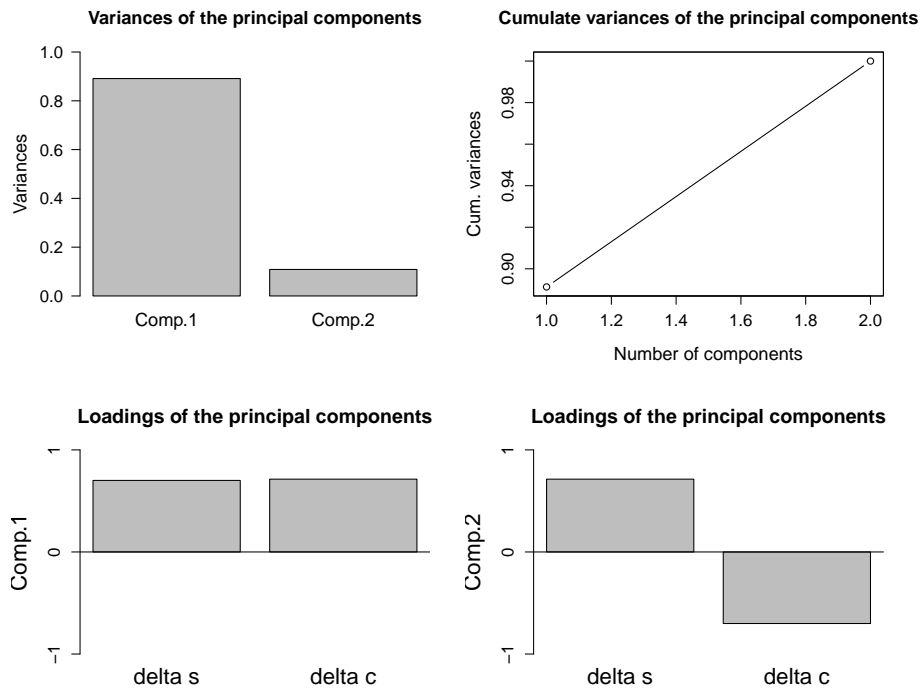 Variances of the principal components
Variances
0.0
0.2
0.4
0.6
0.8
1.0
Comp.1
Comp.2
Cumulate variances of the principal components
Cum. variances
0.90
0.94
0.98
1.0
1.2
1.4
1.6
1.8
2.0
Number of components
Loadings of the principal components
Comp.1
−1
0
1
delta s
delta c
Loadings of the principal components
Comp.2
−1
0
1
delta s
delta c